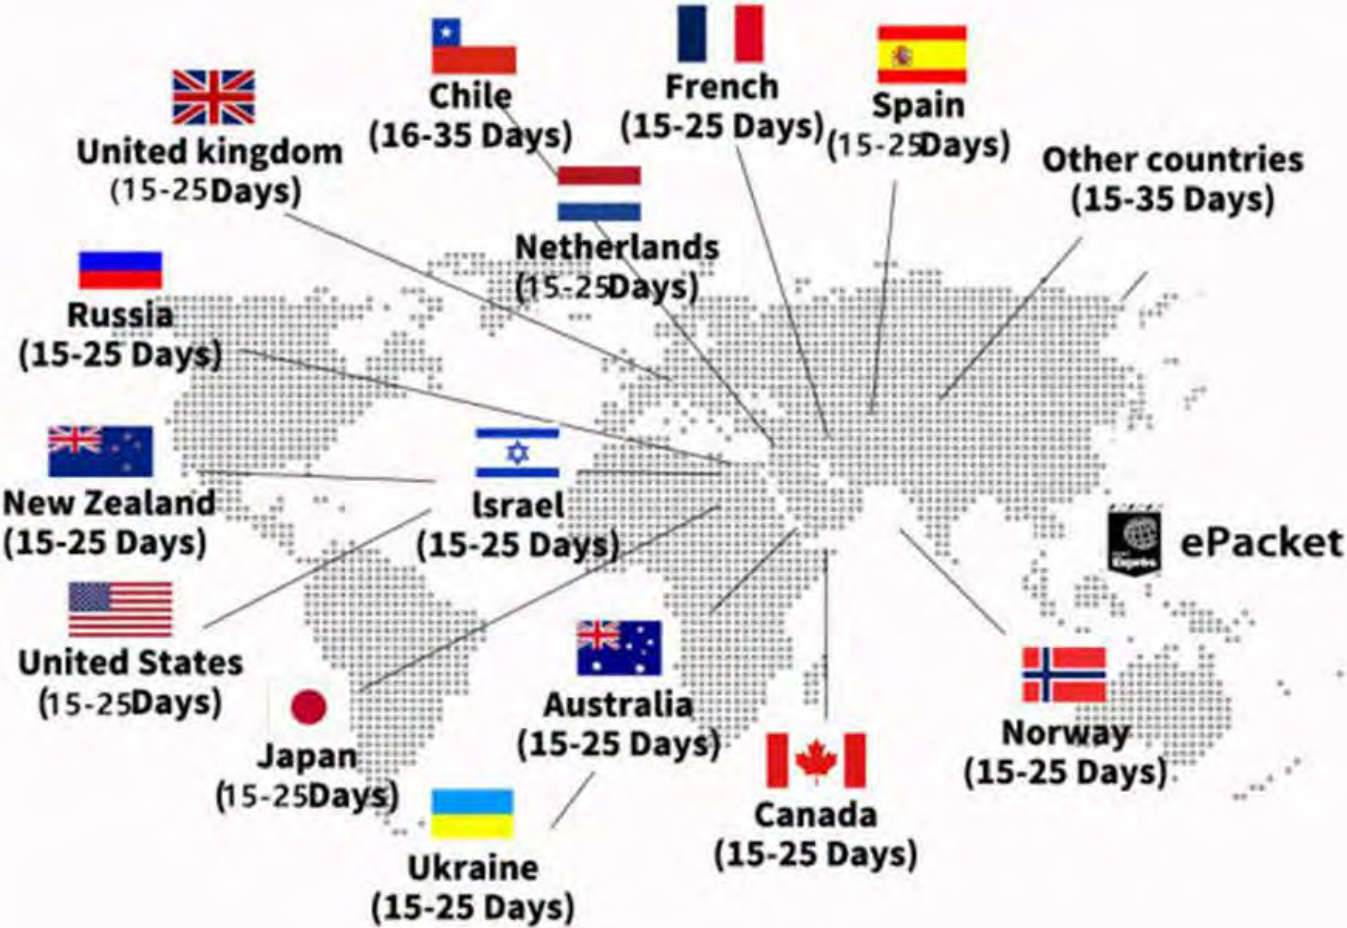 Chile
(16-35 Days)
French
(15-25 Days)
Spain
(15-25Days)
United kingdom
(15-25Days)
Other countries
(15-35 Days)
Netherlands
(15-25Days)
Russia
(15-25 Days)
New Zealand
(15-25 Days)
Israel
(15-25 Days)
ePacket
United States
(15-25Days)
Japan
(15-25Days)
Australia
(15-25 Days)
Norway
(15-25 Days)
Canada
(15-25 Days)
Ukraine
(15-25 Days)